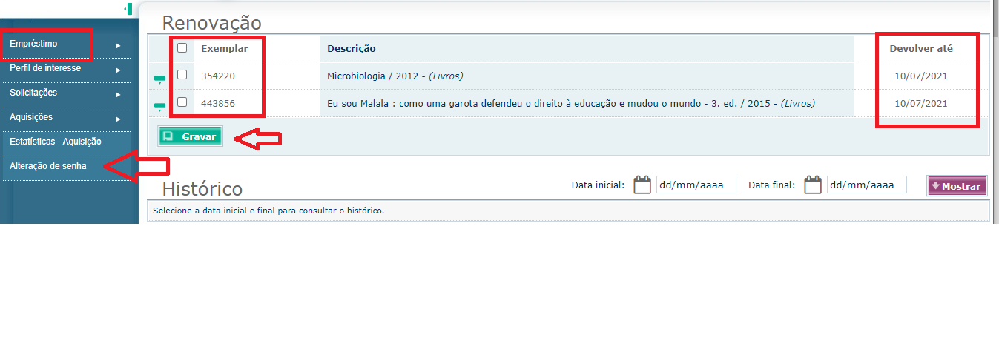 Renovação
Empréstimo
Perfil de interesse
Solicitações
Aquisições
Estatísticas - Aquisição
Alteração de senha
Exemplar Descrição Devolver até
354220 Microbiologia / 2012 - (Livros) 10/07/2021
443856 Eu sou Malala : como uma garota defendeu o direito à educação e mudou o mundo - 3. ed. / 2015 - (Livros) 10/07/2021
Gravar
Histórico Data inicial: dd/mm/aaaa Data final: dd/mm/aaaa Mostrar
Selecione a data inicial e final para consultar o histórico.